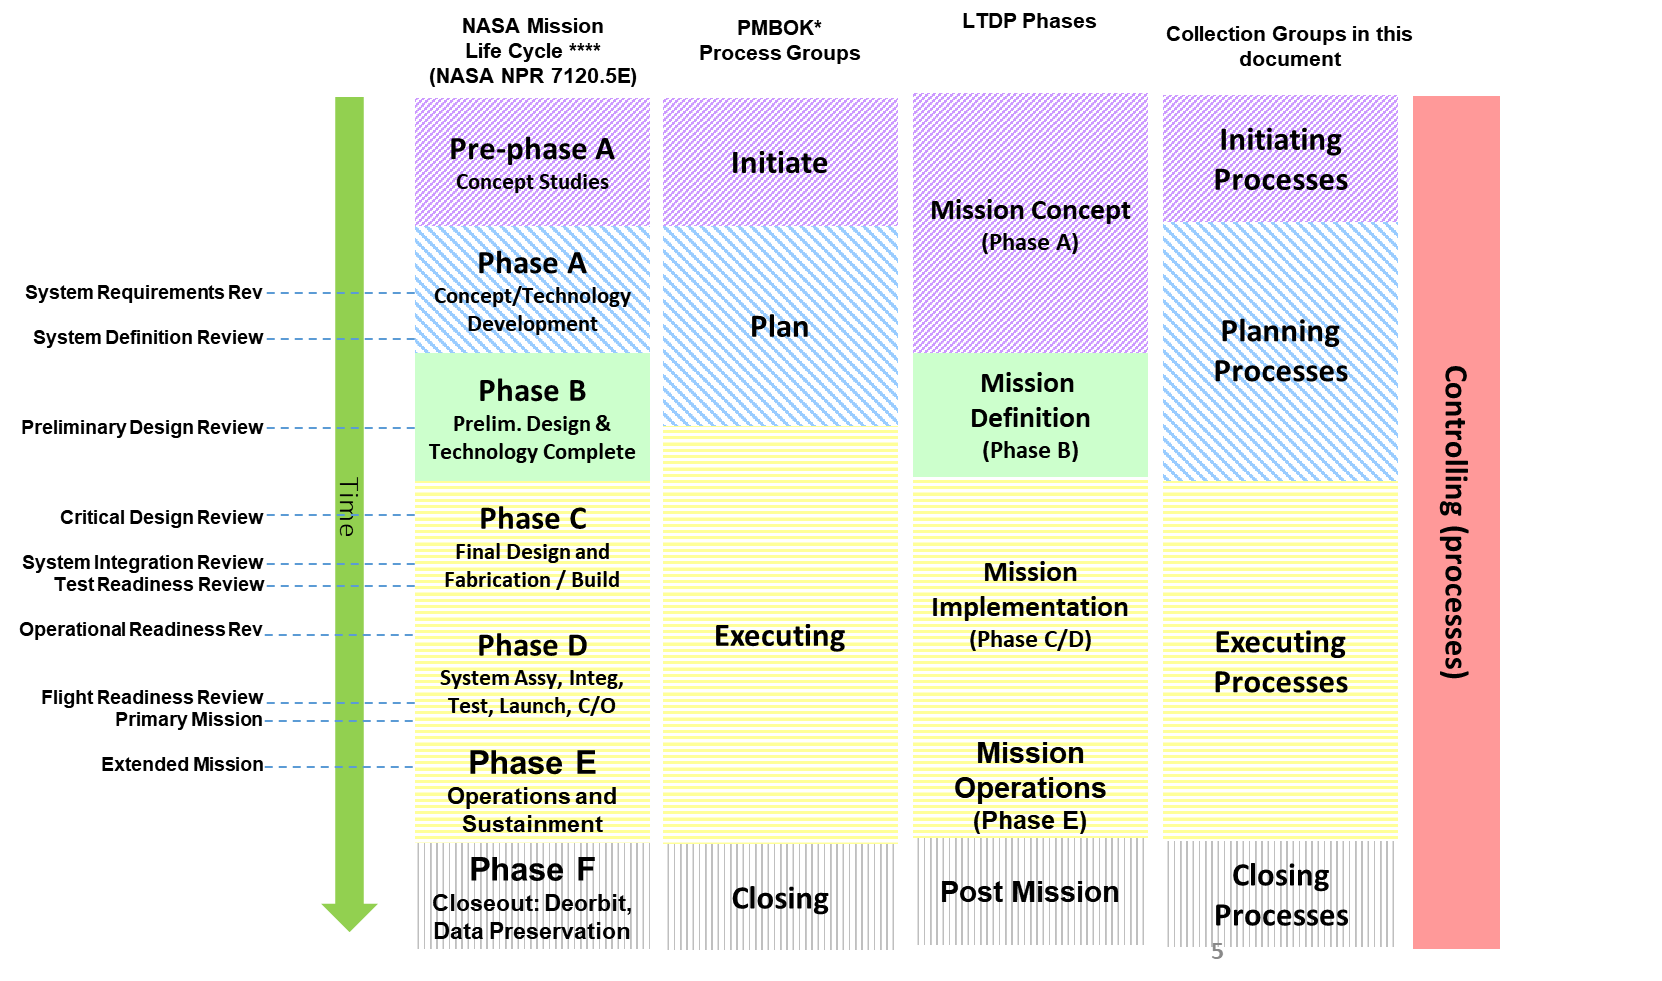 NASA Mission
Life Cycle ****
(NASA NPR 7120.5E)
PMBOK*
Process Groups
LTDP Phases
Collection Groups in this
document
System Requirements Rev
System Definition Review
Preliminary Design Review
Critical Design Review
System Integration Review
Test Readiness Review
Operational Readiness Rev
Flight Readiness Review
Primary Mission
Extended Mission
Time
Pre-phase A
Concept Studies
Phase A
Concept/Technology
Development
Phase B
Prelim. Design &
Technology Complete
Phase C
Final Design and
Fabrication / Build
Phase D
System Assy, Integ,
Test, Launch, C/O
Phase E
Operations and
Sustainment
Phase F
Closeout: Deorbit,
Data Preservation
Initiate
Plan
Executing
Closing
Mission Concept
(Phase A)
Mission
Definition
(Phase B)
Mission
Implementation
(Phase C/D)
Mission
Operations
(Phase E)
Post Mission
Initiating
Processes
Planning
Processes
Executing
Processes
Closing
Processes
Controlling (processes)
5